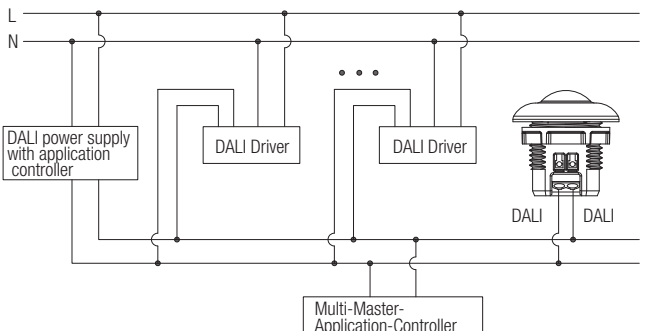 L
N
DALI power supply
with application
controller
DALI Driver
DALI Driver
DALI
DALI
Multi-Master-
Application-Controller